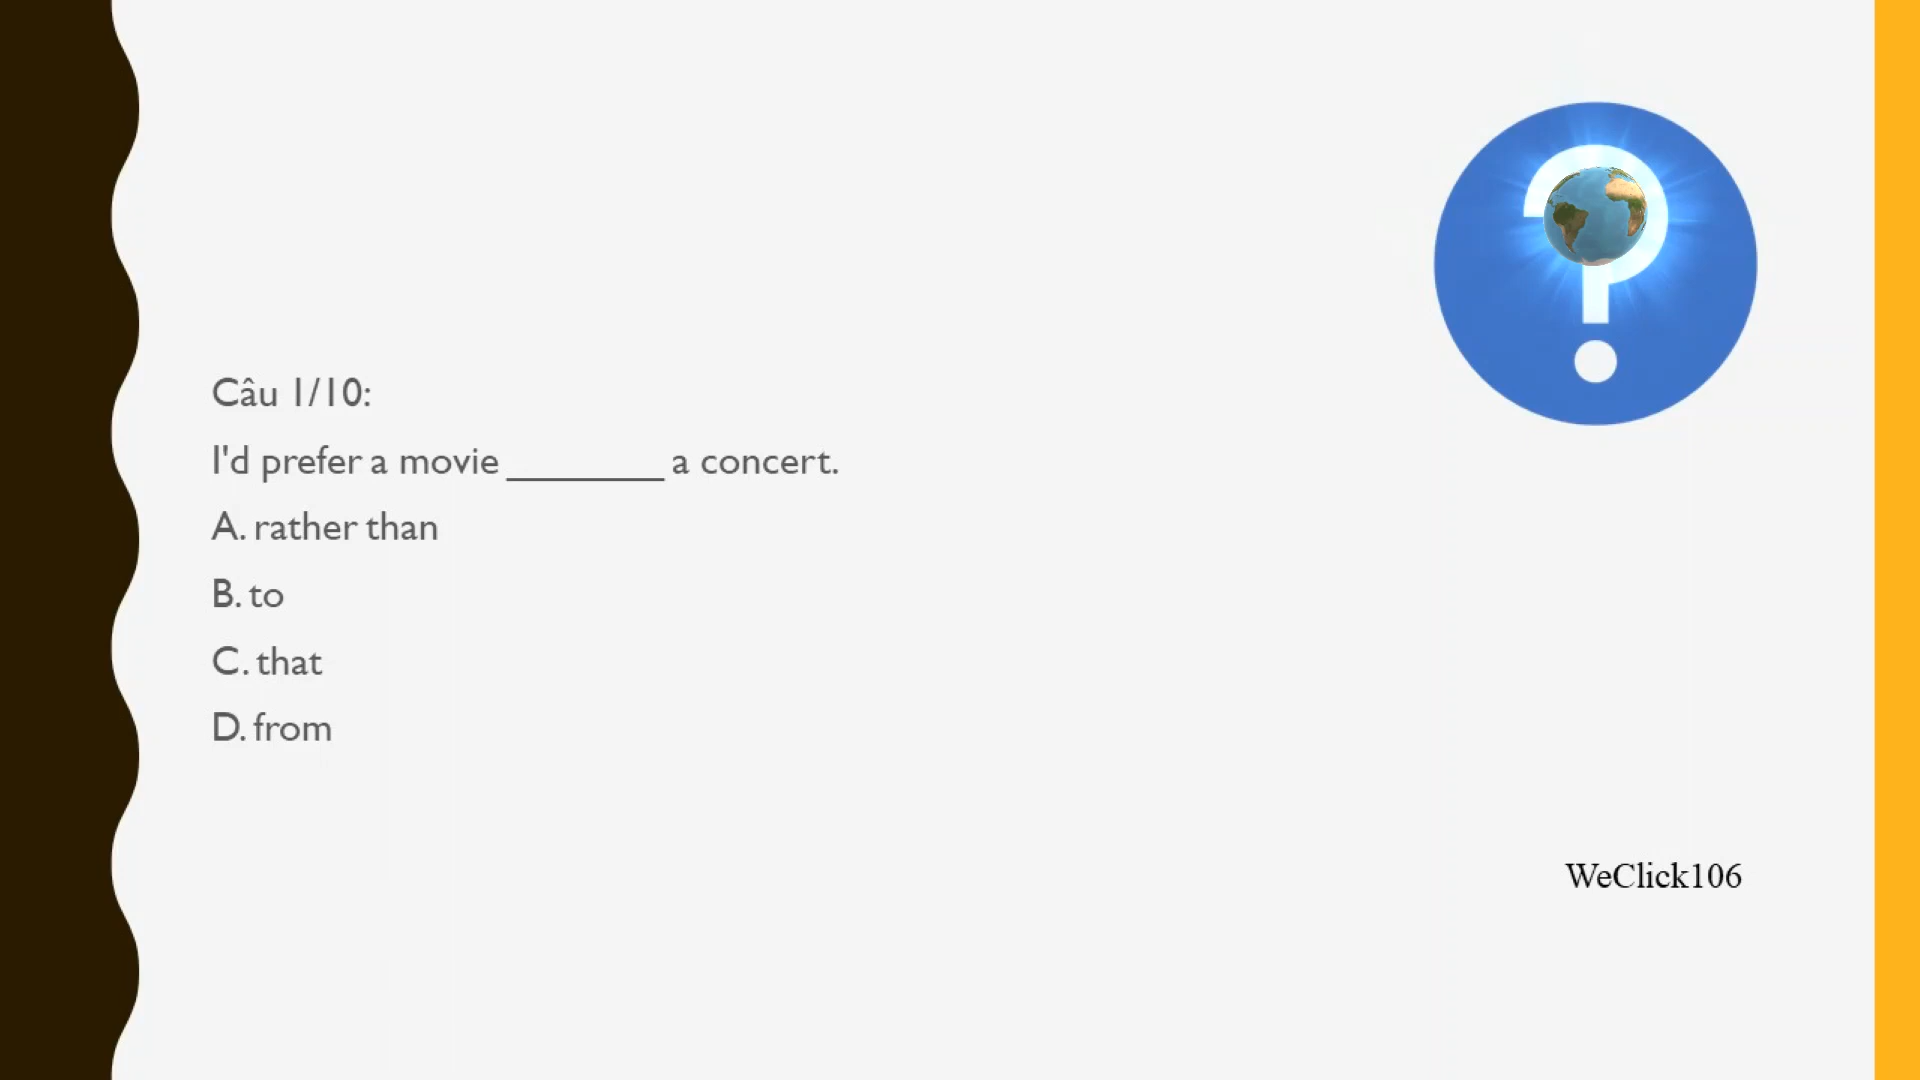 Câu 1/10:
I'd prefer a movie ________ a concert.
A. rather than
B. to
C. that
D. from
WeClick106